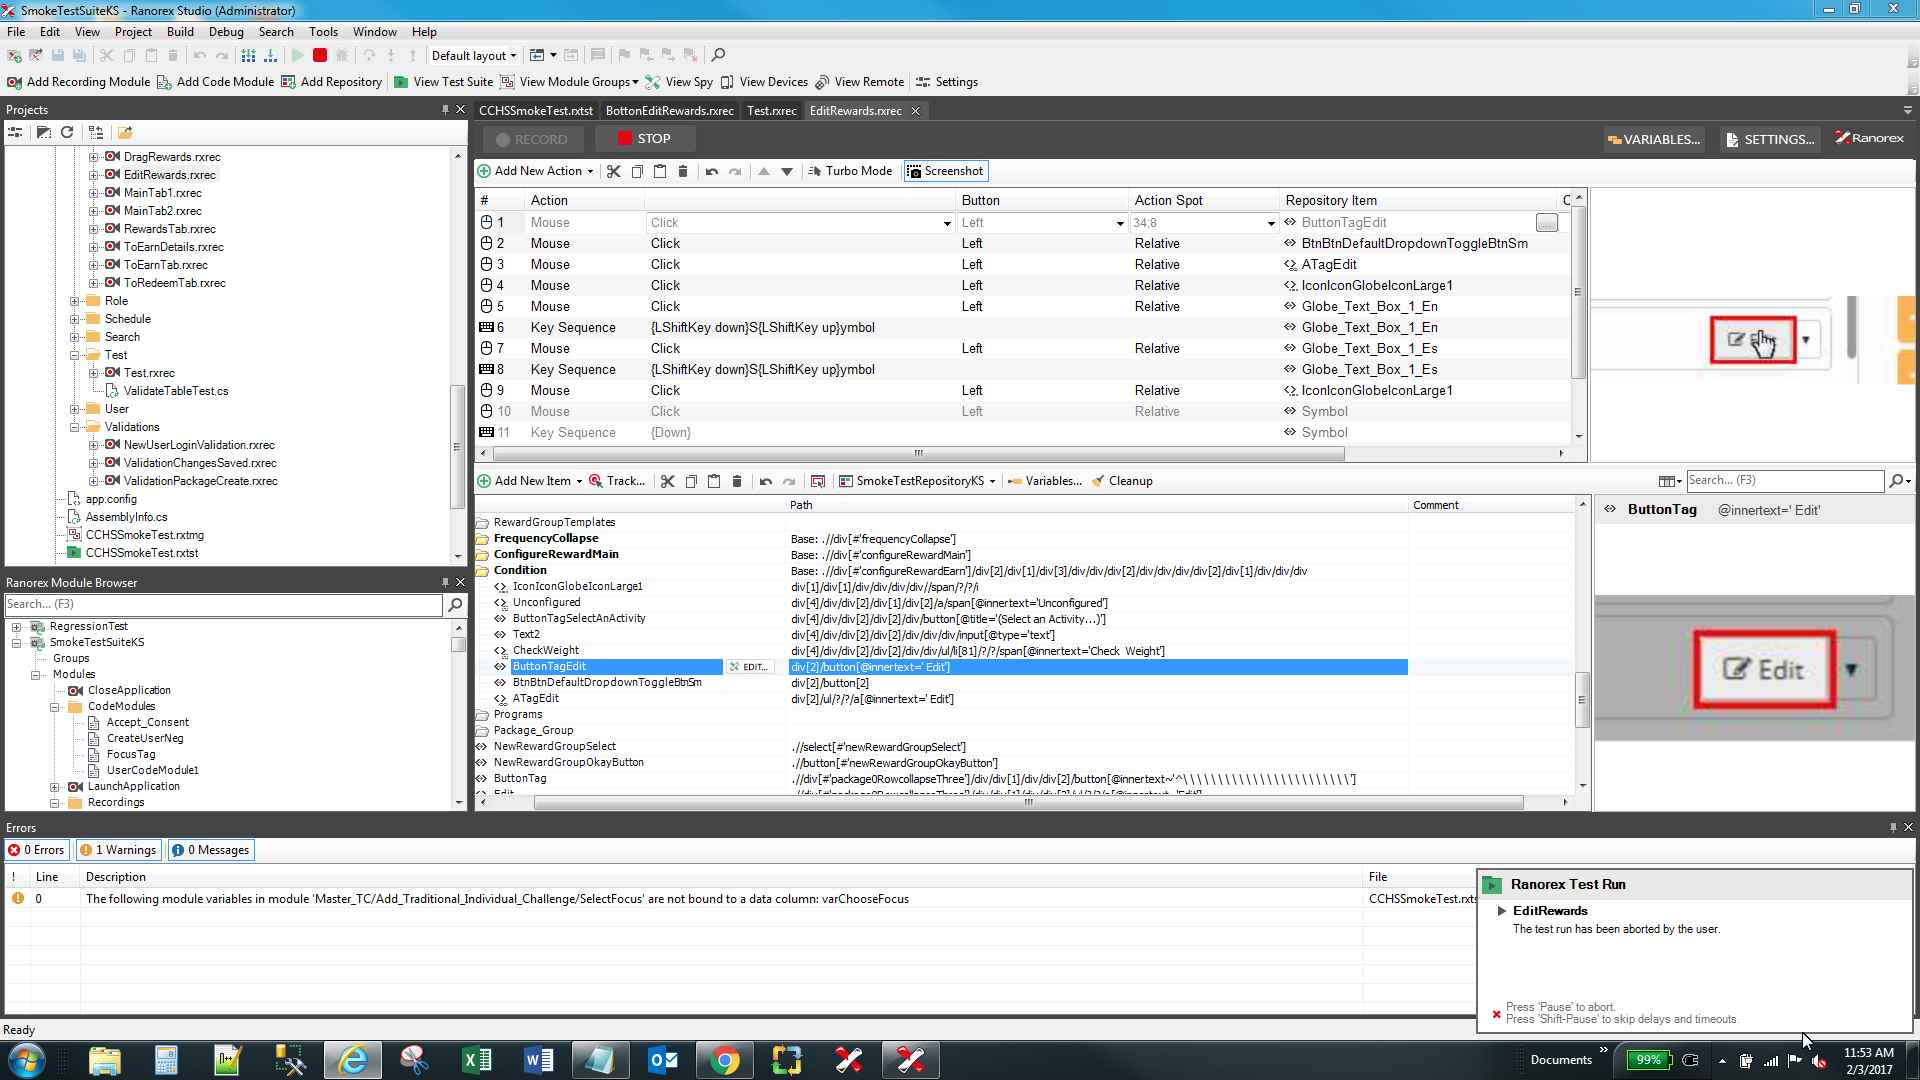 SmokeTestSuiteKS - Ranorex Studio (Administrator)
File Edit View Project Build Debug Search Tools Window Help
Default layout
Add Recording Module Add Code Module Add Repository View Test Suite View Module Groups View Spy View Devices View Remote Settings
Projects
DragRewards.rxrec
EditRewards.rxrec
MainTab1.rxrec
MainTab2.rxrec
RewardsTab.rxrec
ToEarnDetails.rxrec
ToEarnTab.rxrec
ToRedeemTab.rxrec
Role
Schedule
Search
Test
Test.rxrec
ValidateTableTest.cs
User
Validations
NewUserLoginValidation.rxrec
ValidationChangesSaved.rxrec
ValidationPackageCreate.rxrec
app.config
AssemblyInfo.cs
CCHSSmokeTest.rxtmg
CCHSSmokeTest.rxtst
Ranorex Module Browser
Search... (F3)
RegressionTest
SmokeTestSuiteKS
Groups
Modules
CloseApplication
CodeModules
Accept_Consent
CreateUserNeg
FocusTag
UserCodeModule1
LaunchApplication
Recordings
CCHSSmokeTest.rxtst BottonEditRewards.rxrec Test.rxrec EditRewards.rxrec
RECORD STOP VARIABLES... SETTINGS... Ranorex
Add New Action Turbo Mode Screenshot
# Action Button Action Spot Repository Item C
1 Mouse Click Left 34;8 ButtonTagEdit ...
2 Mouse Click Left Relative BtnBtnDefaultDropdownToggleBtnSm
3 Mouse Click Left Relative ATagEdit
4 Mouse Click Left Relative IconIconGlobeIconLarge1
5 Mouse Click Left Relative Globe_Text_Box_1_En
6 Key Sequence {LShiftKey down}S{LShiftKey up}ymbol Globe_Text_Box_1_En
7 Mouse Click Left Relative Globe_Text_Box_1_Es
8 Key Sequence {LShiftKey down}S{LShiftKey up}ymbol Globe_Text_Box_1_Es
9 Mouse Click Left Relative IconIconGlobeIconLarge1
10 Mouse Click Left Relative Symbol
11 Key Sequence {Down} Symbol
Add New Item Track... SmokeTestRepositoryKS Variables... Cleanup Search... (F3)
Path Comment
RewardGroupTemplates
FrequencyCollapse Base: .//div[#'frequencyCollapse']
ConfigureRewardMain Base: .//div[#'configureRewardMain']
Condition Base: .//div[#'configureRewardEarn']/div[2]/div[1]/div[3]/div/div/div[2]/div/div/div/div[2]/div[1]/div/div/div
IconIconGlobeIconLarge1 div[1]/div[1]/div/div/div/div//span/?/?/i
Unconfigured div[4]/div/div[2]/div[1]/div[2]/a/span[@innertext='Unconfigured']
ButtonTagSelectAnActivity div[4]/div/div[2]/div[2]/div/button[@title='(Select an Activity...)']
Text2 div[4]/div/div[2]/div[2]/div/div/div/input[@type='text']
CheckWeight div[4]/div/div[2]/div[2]/div/div/ul/li[81]/?/?/span[@innertext='Check Weight']
ButtonTagEdit EDIT... div[2]/button[@innertext=' Edit']
BtnBtnDefaultDropdownToggleBtnSm div[2]/button[2]
ATagEdit div[2]/ul/?/?/a[@innertext=' Edit']
Programs
Package_Group
NewRewardGroupSelect .//select[#'newRewardGroupSelect']
NewRewardGroupOkayButton .//button[#'newRewardGroupOkayButton']
ButtonTag @innertext=' Edit'
Edit
Errors
0 Errors 1 Warnings 0 Messages
! Line Description File
0 The following module variables in module 'Master_TC/Add_Traditional_Individual_Challenge/SelectFocus' are not bound to a data column: varChooseFocus CCHSSmokeTest.rxts
Ranorex Test Run
EditRewards
The test run has been aborted by the user.
Press 'Pause' to abort.
Press 'Shift-Pause' to skip delays and timeouts.
Ready
Documents 99% 11:53 AM
2/3/2017